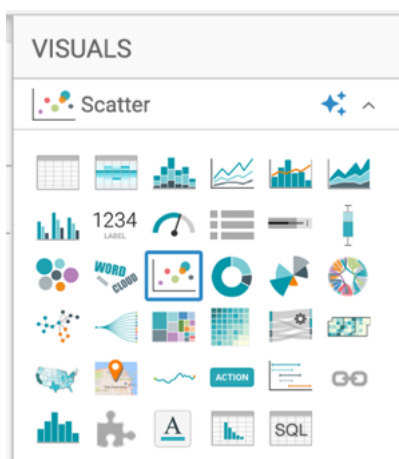 VISUALS
Scatter
1234
LABEL
WORD
CLOUD
ACTION
A
SQL